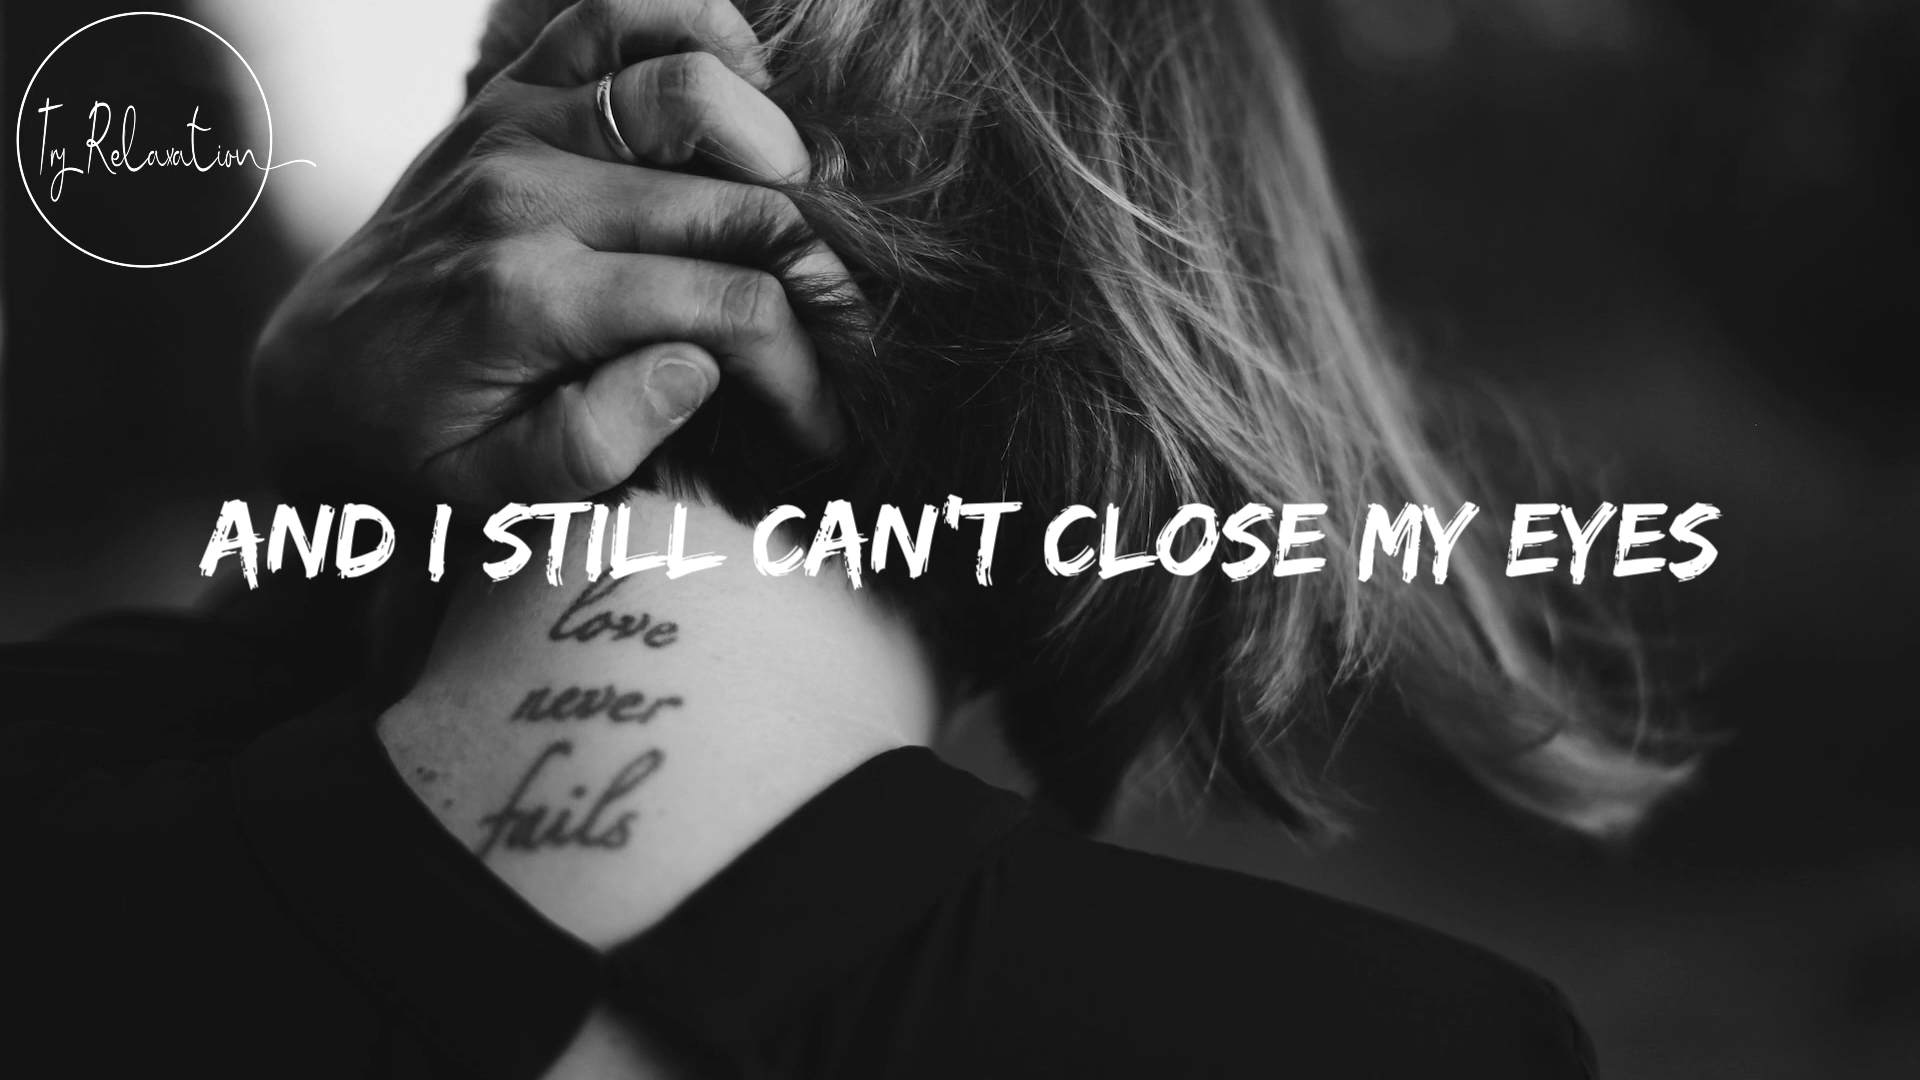 Try Relaxation
AND I STILL CAN'T CLOSE MY EYES
love
never
fails